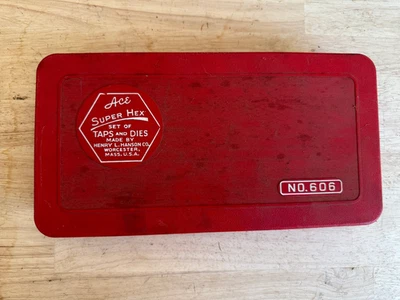 Ace
Super Hex
SET OF
TAPS AND DIES
MADE BY
HENRY L. HANSON CO.
WORCESTER,
MASS. U.S.A.
NO.606